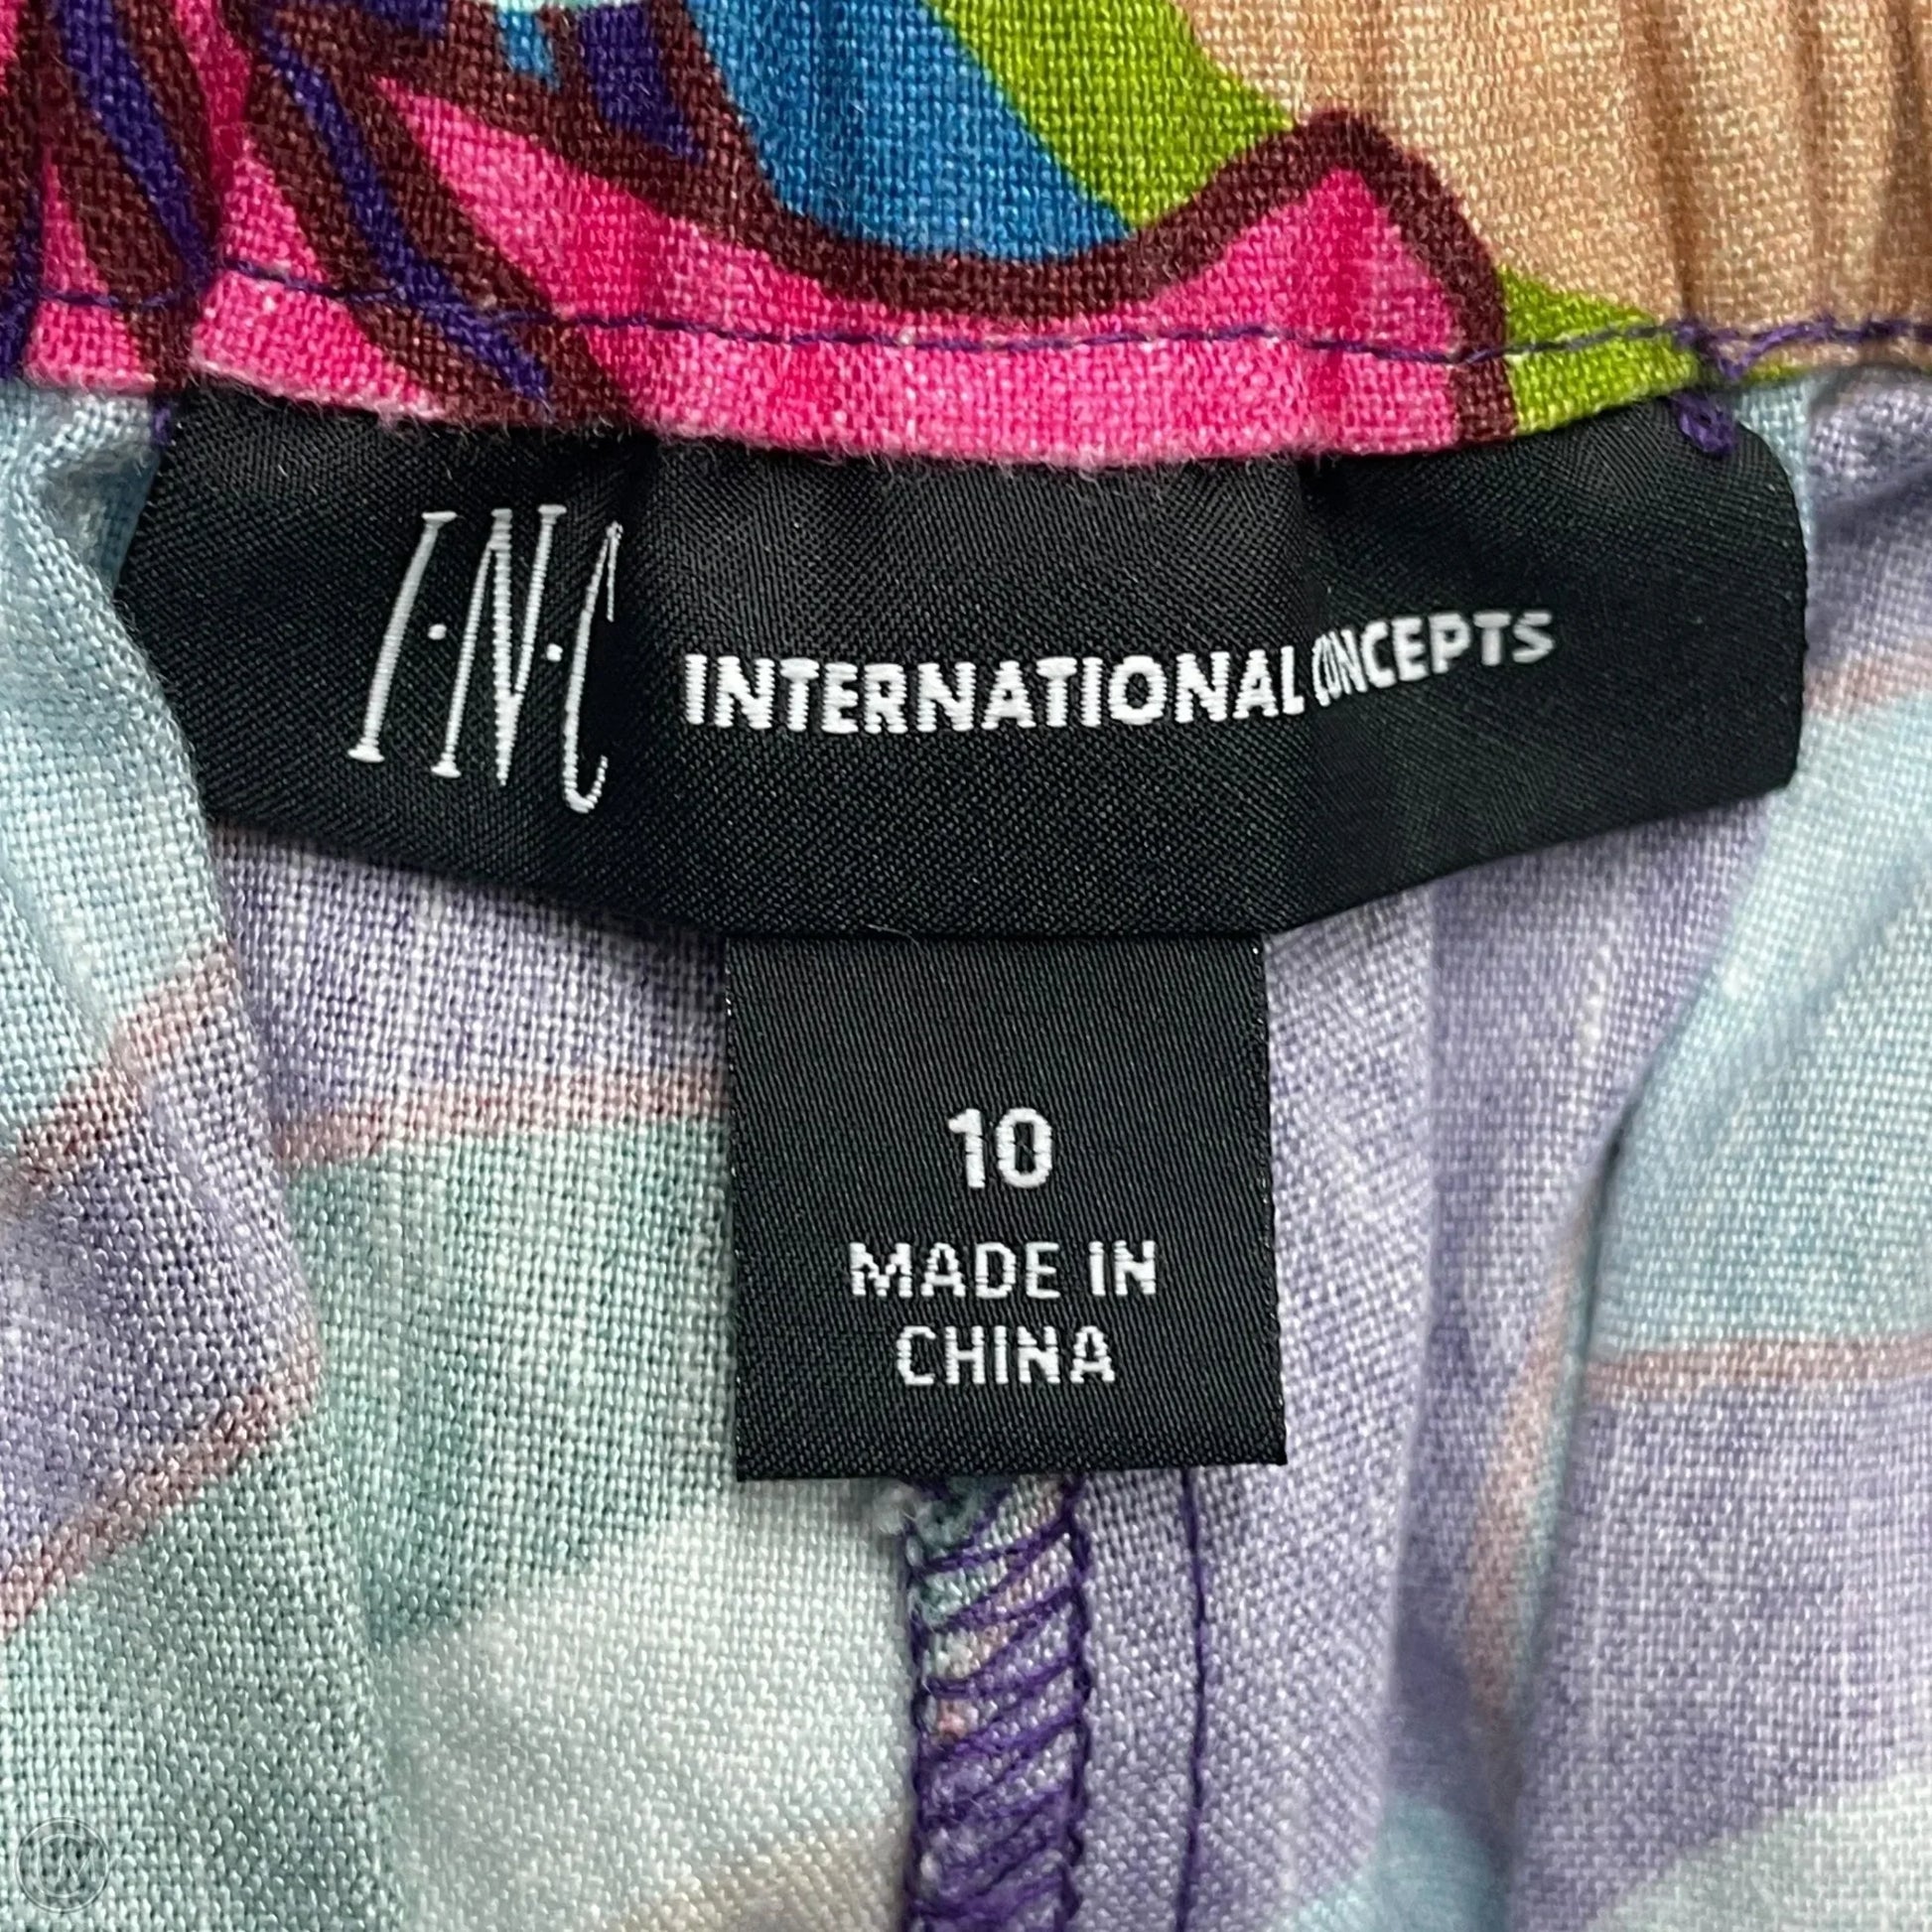 I·N·C INTERNATIONAL CONCEPTS
10
MADE IN
CHINA